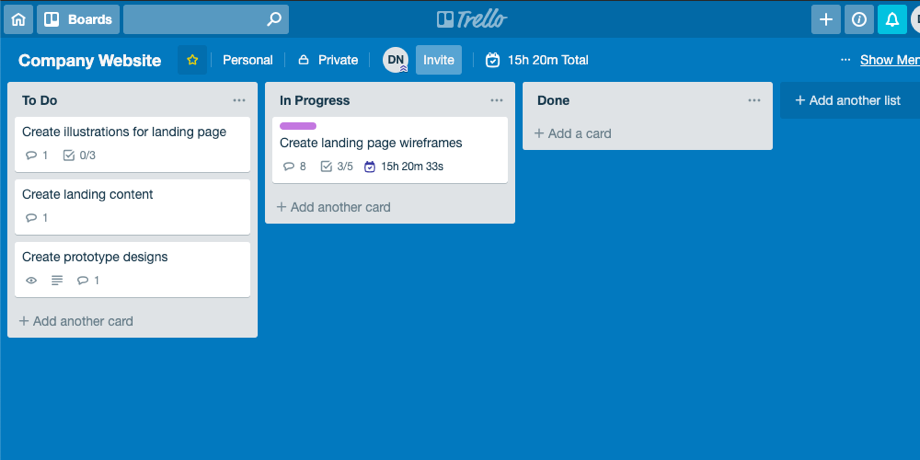 Boards
Trello
Company Website
Personal
Private
DN
Invite
15h 20m Total
... Show Men
To Do
...
Create illustrations for landing page
1
0/3
Create landing content
1
Create prototype designs
1
+ Add another card
In Progress
...
Create landing page wireframes
8
3/5
15h 20m 33s
+ Add another card
Done
...
+ Add a card
+ Add another list